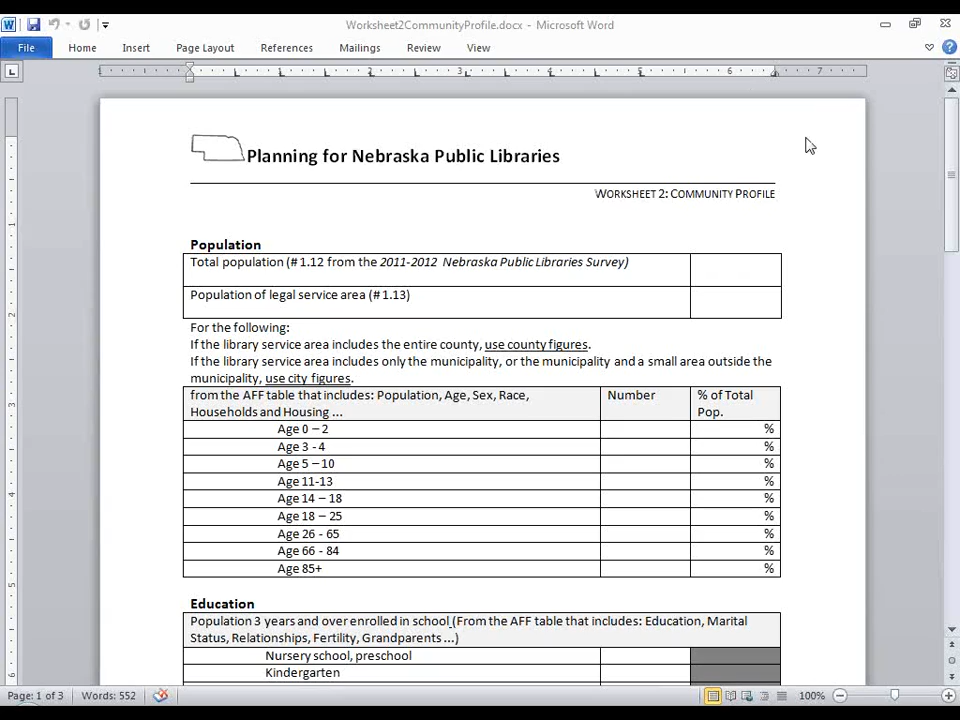 Worksheet2CommunityProfile.docx - Microsoft Word
File Home Insert Page Layout References Mailings Review View
1 2 3 4 5 6 7
Planning for Nebraska Public Libraries
WORKSHEET 2: COMMUNITY PROFILE
Population
Total population (# 1.12 from the 2011-2012 Nebraska Public Libraries Survey)
Population of legal service area (# 1.13)
For the following:
If the library service area includes the entire county, use county figures.
If the library service area includes only the municipality, or the municipality and a small area outside the
municipality, use city figures.
from the AFF table that includes: Population, Age, Sex, Race, Number % of Total
Households and Housing ... Pop.
Age 0 – 2 %
Age 3 - 4 %
Age 5 – 10 %
Age 11-13 %
Age 14 – 18 %
Age 18 – 25 %
Age 26 - 65 %
Age 66 - 84 %
Age 85+ %
Education
Population 3 years and over enrolled in school (From the AFF table that includes: Education, Marital
Status, Relationships, Fertility, Grandparents ...)
Nursery school, preschool
Kindergarten
Page: 1 of 3 Words: 552 100%